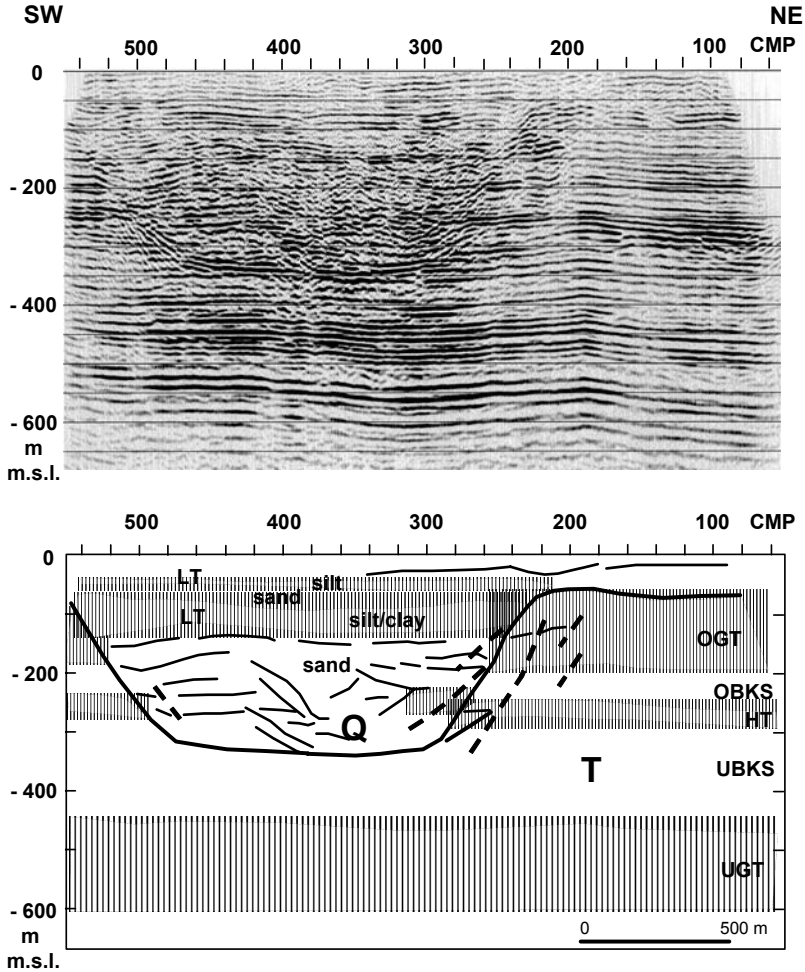 SW NE
500 400 300 200 100 CMP
0
- 200
- 400
- 600
m
m.s.l.
500 400 300 200 100 CMP
0
LT silt
sand
LT silt/clay
OGT
sand
- 200
OBKS
HT
Q
T UBKS
- 400
UGT
- 600
0 500 m
m
m.s.l.